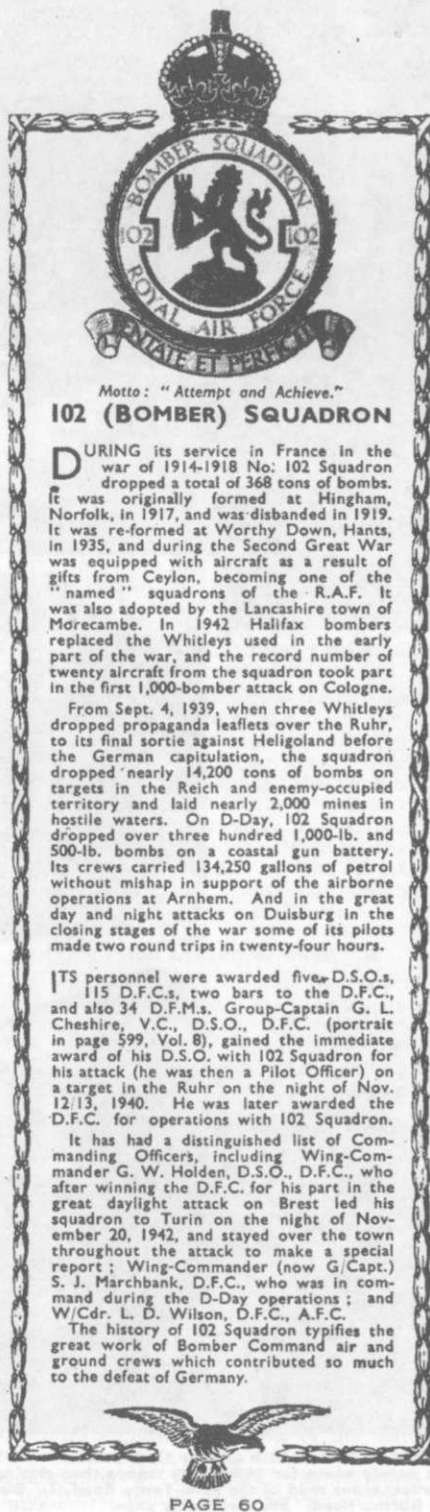 BOMBER SQUADRON
102 102
ROYAL AIR FORCE
TENTATE ET PERFICITE
Motto: "Attempt and Achieve."
102 (BOMBER) SQUADRON
DURING its service in France in the
war of 1914-1918 No. 102 Squadron
dropped a total of 368 tons of bombs.
It was originally formed at Hingham,
Norfolk, in 1917, and was disbanded in 1919.
It was re-formed at Worthy Down, Hants,
in 1935, and during the Second Great War
was equipped with aircraft as a result of
gifts from Ceylon, becoming one of the
"named" squadrons of the R.A.F. It
was also adopted by the Lancashire town of
Morecambe. In 1942 Halifax bombers
replaced the Whitleys used in the early
part of the war, and the record number of
twenty aircraft from the squadron took part
in the first 1,000-bomber attack on Cologne.
From Sept. 4, 1939, when three Whitleys
dropped propaganda leaflets over the Ruhr,
to its final sortie against Heligoland before
the German capitulation, the squadron
dropped nearly 14,200 tons of bombs on
targets in the Reich and enemy-occupied
territory and laid nearly 2,000 mines in
hostile waters. On D-Day, 102 Squadron
dropped over three hundred 1,000-lb. and
500-lb. bombs on a coastal gun battery.
Its crews carried 134,250 gallons of petrol
without mishap in support of the airborne
operations at Arnhem. And in the great
day and night attacks on Duisburg in the
closing stages of the war some of its pilots
made two round trips in twenty-four hours.
ITS personnel were awarded five D.S.O.s,
115 D.F.C.s, two bars to the D.F.C.,
and also 34 D.F.M.s. Group-Captain G. L.
Cheshire, V.C., D.S.O., D.F.C. (portrait
in page 599, Vol. 8), gained the immediate
award of his D.S.O. with 102 Squadron for
his attack (he was then a Pilot Officer) on
a target in the Ruhr on the night of Nov.
12/13, 1940. He was later awarded the
D.F.C. for operations with 102 Squadron.
It has had a distinguished list of Com-
manding Officers, including Wing-Com-
mander G. W. Holden, D.S.O., D.F.C., who
after winning the D.F.C. for his part in the
great daylight attack on Brest led his
squadron to Turin on the night of Nov-
ember 20, 1942, and stayed over the town
throughout the attack to make a special
report ; Wing-Commander (now G/Capt.)
S. J. Marchbank, D.F.C., who was in com-
mand during the D-Day operations ; and
W/Cdr. L. D. Wilson, D.F.C., A.F.C.
The history of 102 Squadron typifies the
great work of Bomber Command air and
ground crews which contributed so much
to the defeat of Germany.
PAGE 60